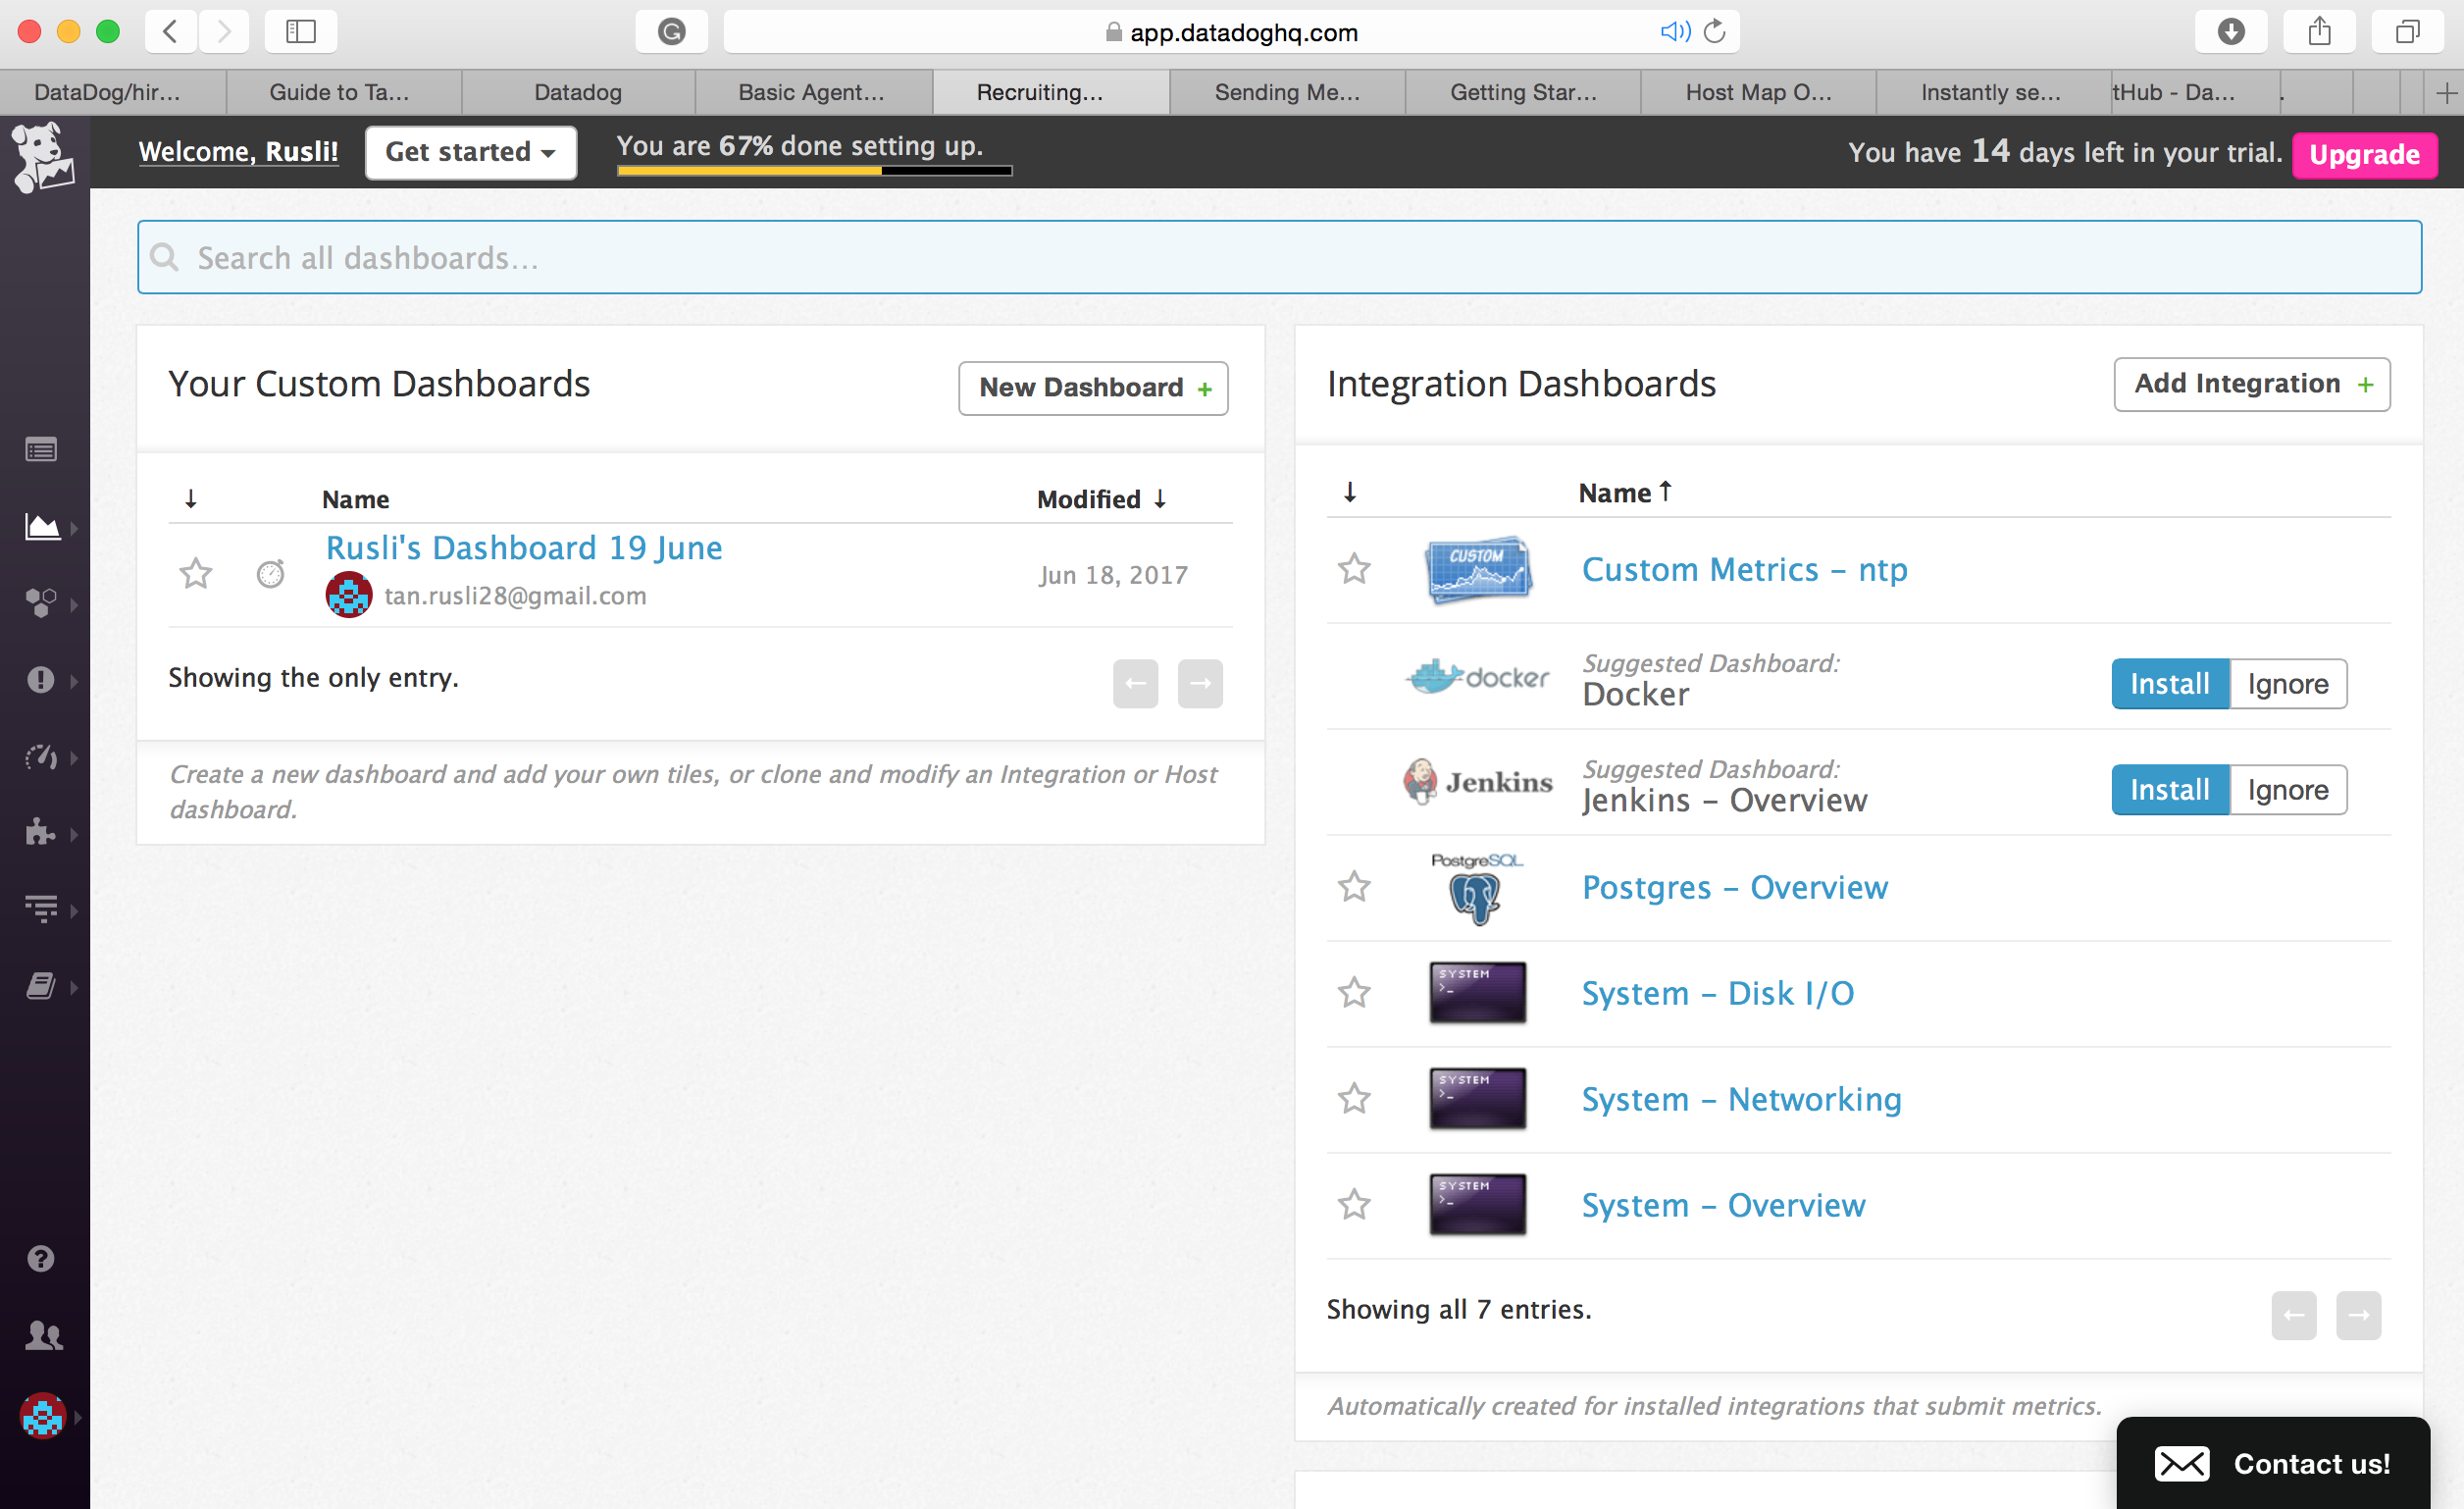 app.datadoghq.com
DataDog/hir...
Guide to Ta...
Datadog
Basic Agent...
Recruiting...
Sending Me...
Getting Star...
Host Map O...
Instantly se...
tHub - Da...
.
Welcome, Rusli!
Get started
You are 67% done setting up.
You have 14 days left in your trial.
Upgrade
Search all dashboards...
Your Custom Dashboards
New Dashboard +
↓ Name Modified ↓
Rusli's Dashboard 19 June
tan.rusli28@gmail.com
Jun 18, 2017
Showing the only entry.
← →
Create a new dashboard and add your own tiles, or clone and modify an Integration or Host
dashboard.
Integration Dashboards
Add Integration +
↓ Name ↑
CUSTOM
Custom Metrics – ntp
docker
Suggested Dashboard:
Docker
Install
Ignore
Jenkins
Suggested Dashboard:
Jenkins – Overview
Install
Ignore
PostgreSQL
Postgres – Overview
SYSTEM
>_
System – Disk I/O
SYSTEM
>_
System – Networking
SYSTEM
>_
System – Overview
Showing all 7 entries.
← →
Automatically created for installed integrations that submit metrics.
Contact us!